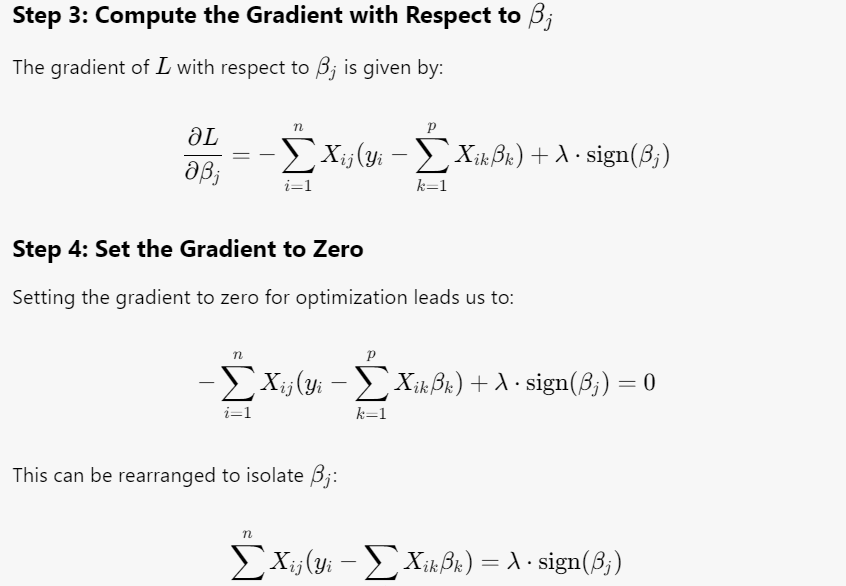 Step 3: Compute the Gradient with Respect to $\beta_j$
The gradient of $L$ with respect to $\beta_j$ is given by:
$\frac{\partial L}{\partial \beta_j} = -\sum_{i=1}^{n} X_{ij}(y_i - \sum_{k=1}^{p} X_{ik}\beta_k) + \lambda \cdot \text{sign}(\beta_j)$
Step 4: Set the Gradient to Zero
Setting the gradient to zero for optimization leads us to:
$-\sum_{i=1}^{n} X_{ij}(y_i - \sum_{k=1}^{p} X_{ik}\beta_k) + \lambda \cdot \text{sign}(\beta_j) = 0$
This can be rearranged to isolate $\beta_j$:
$\sum^{n} X_{ij}(y_i - \sum X_{ik}\beta_k) = \lambda \cdot \text{sign}(\beta_j)$